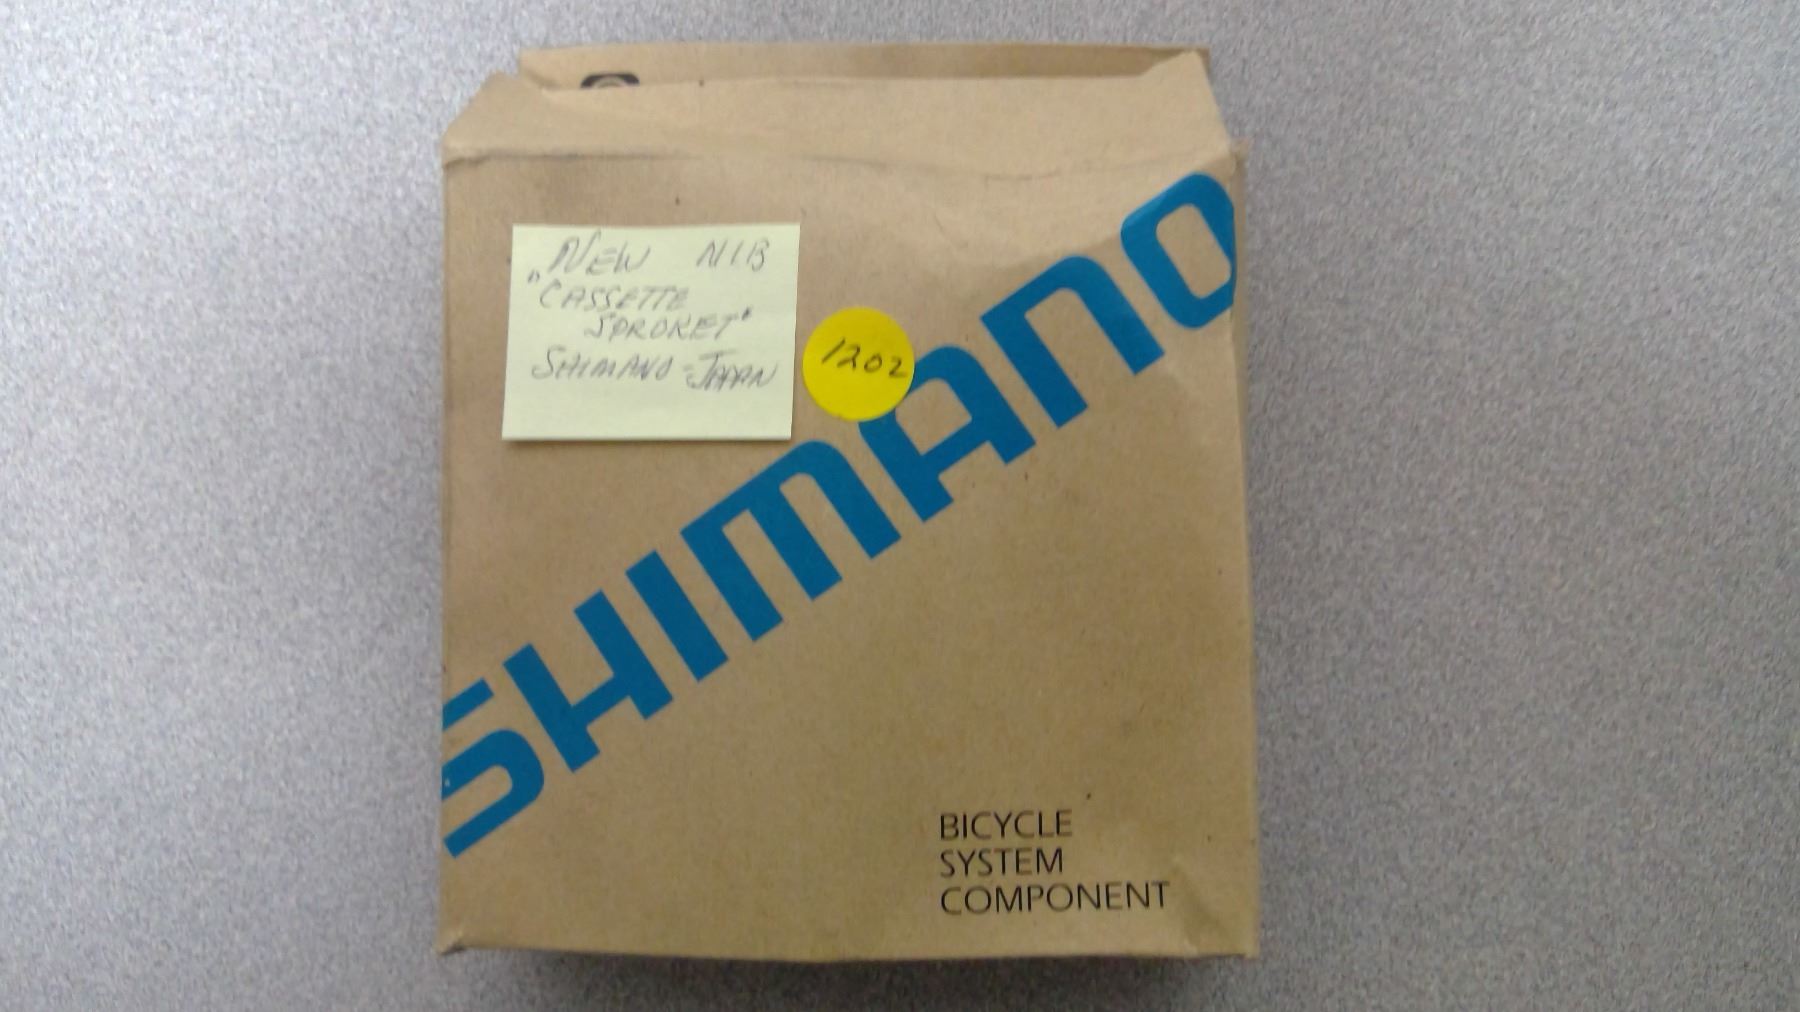 NEW NIB
"CASSETTE
SPROKET"
SHIMANO - JAPAN
1202
SHIMANO
BICYCLE
SYSTEM
COMPONENT